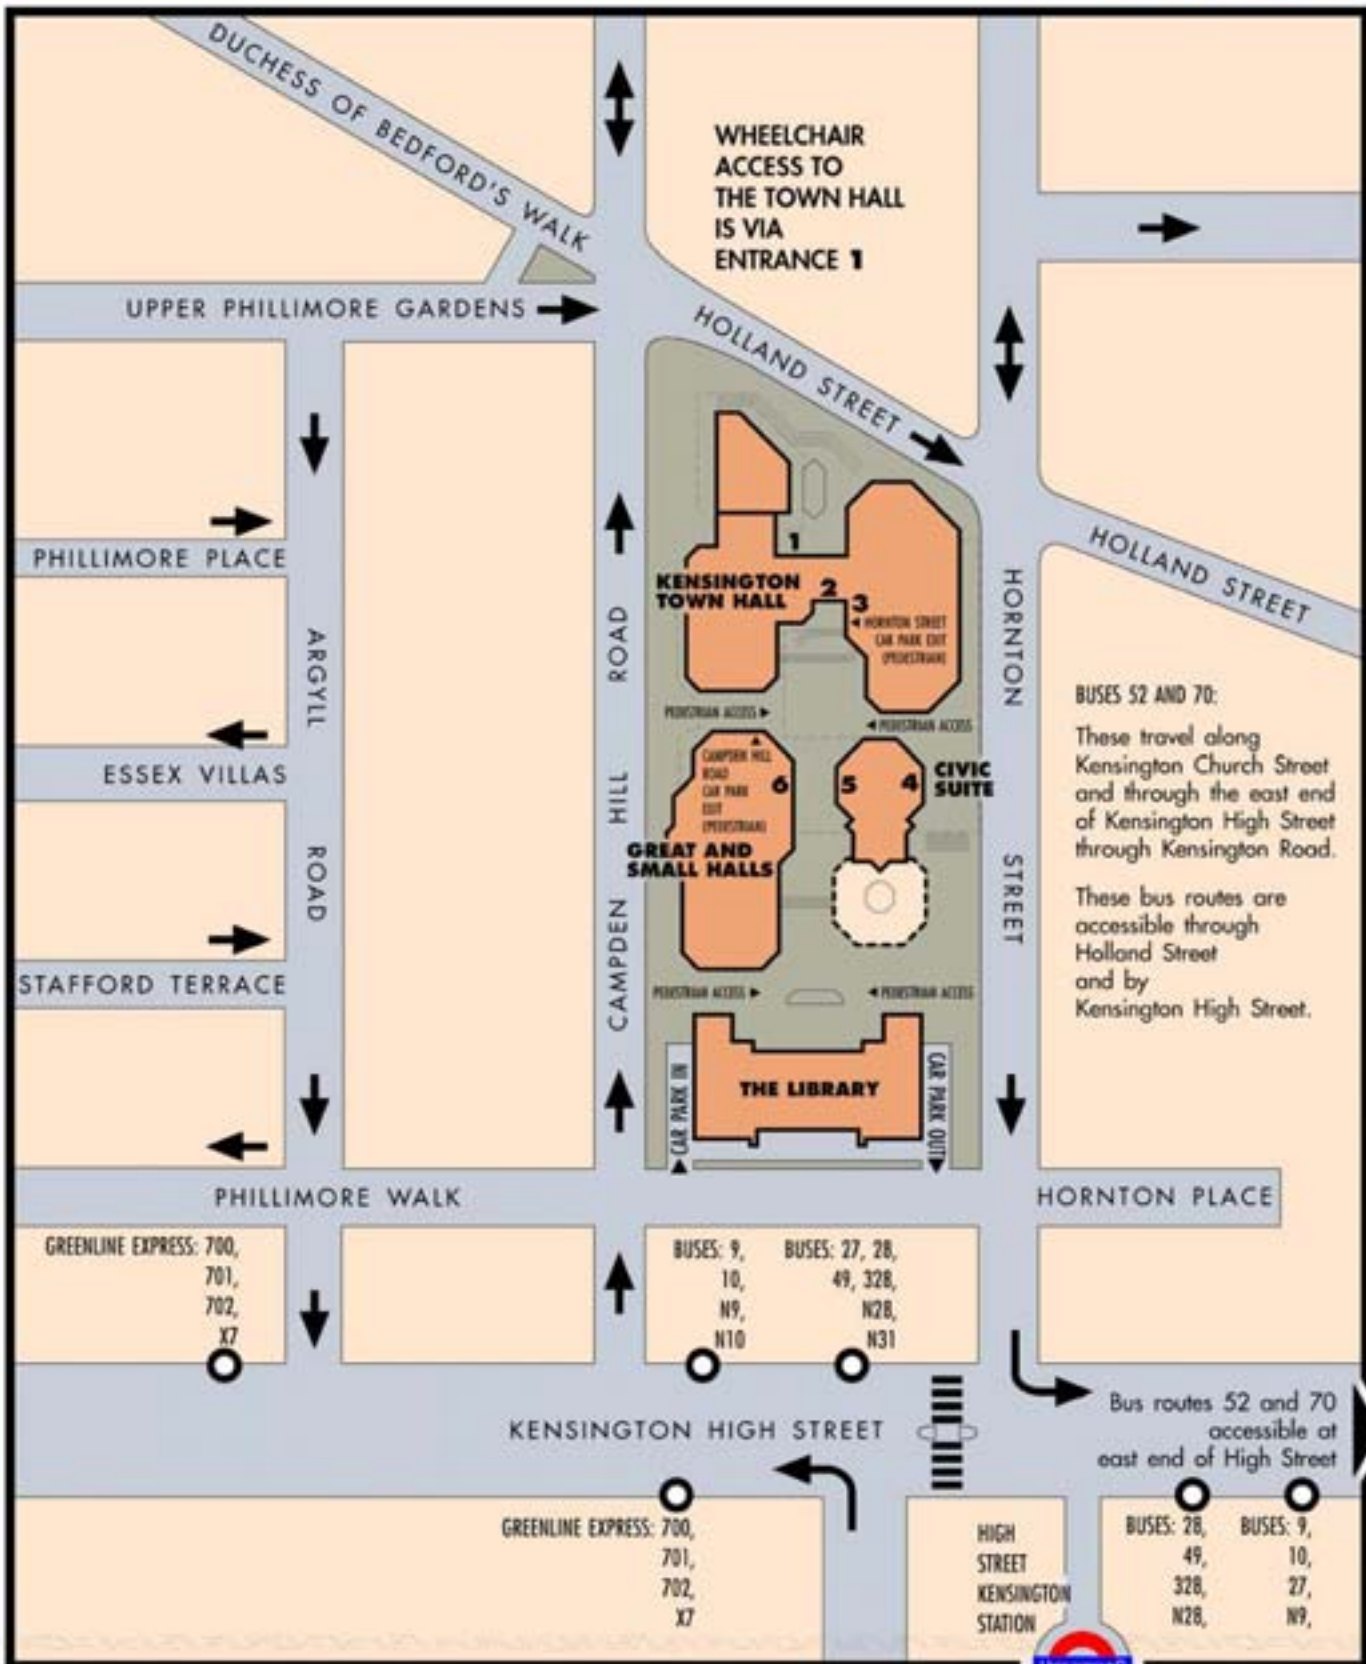 DUCHESS OF BEDFORD'S WALK
WHEELCHAIR
ACCESS TO
THE TOWN HALL
IS VIA
ENTRANCE 1
UPPER PHILLIMORE GARDENS
HOLLAND STREET
HOLLAND STREET
PHILLIMORE PLACE
ARGYLL ROAD
ESSEX VILLAS
STAFFORD TERRACE
CAMPDEN HILL ROAD
HORNTON STREET
1
KENSINGTON
TOWN HALL
2
3
HORNTON STREET
CAR PARK EXIT
(PEDESTRIAN)
PEDESTRIAN ACCESS
PEDESTRIAN ACCESS
CAMPDEN HILL
ROAD
CAR PARK
EXIT
(PEDESTRIAN)
6
5
4
CIVIC
SUITE
GREAT AND
SMALL HALLS
PEDESTRIAN ACCESS
PEDESTRIAN ACCESS
CAR PARK IN
THE LIBRARY
CAR PARK OUT
BUSES 52 AND 70:
These travel along
Kensington Church Street
and through the east end
of Kensington High Street
through Kensington Road.
These bus routes are
accessible through
Holland Street
and by
Kensington High Street.
PHILLIMORE WALK
HORNTON PLACE
GREENLINE EXPRESS: 700,
701,
702,
X7
BUSES: 9,
10,
N9,
N10
BUSES: 27, 28,
49, 328,
N28,
N31
KENSINGTON HIGH STREET
Bus routes 52 and 70
accessible at
east end of High Street
GREENLINE EXPRESS: 700,
701,
702,
X7
HIGH
STREET
KENSINGTON
STATION
BUSES: 28,
49,
328,
N28,
BUSES: 9,
10,
27,
N9,